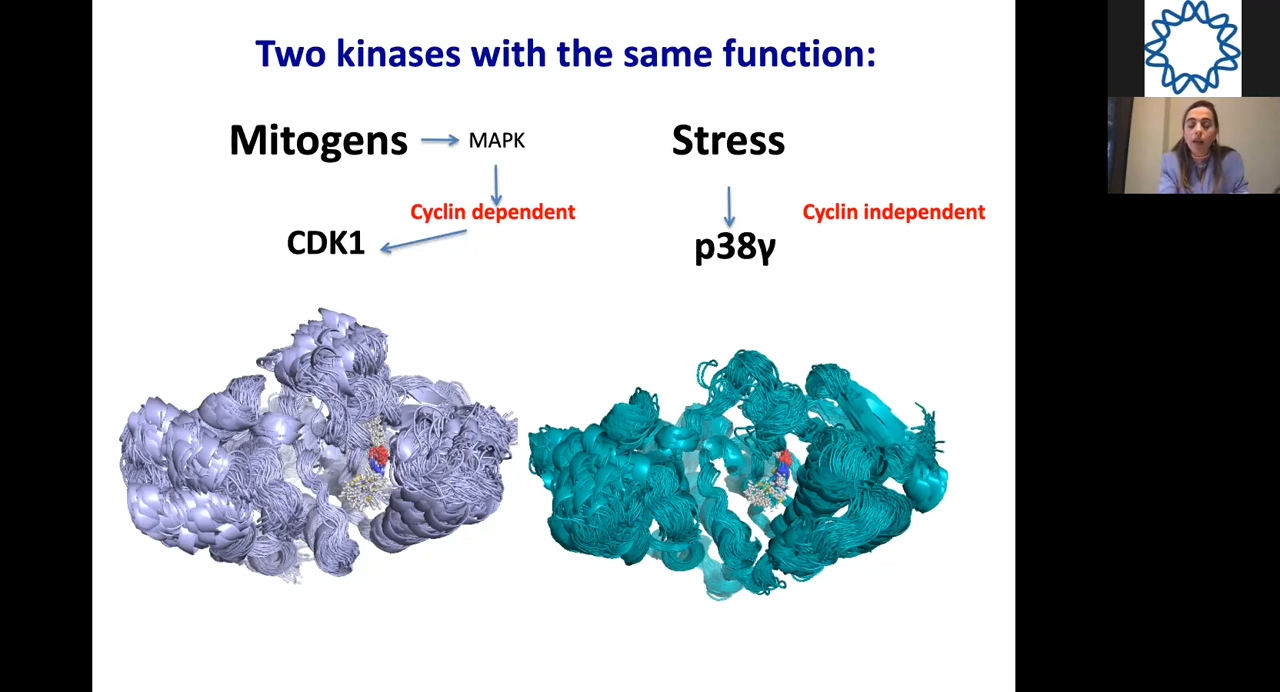 Two kinases with the same function:
Mitogens
MAPK
Stress
Cyclin dependent
Cyclin independent
CDK1
p38γ